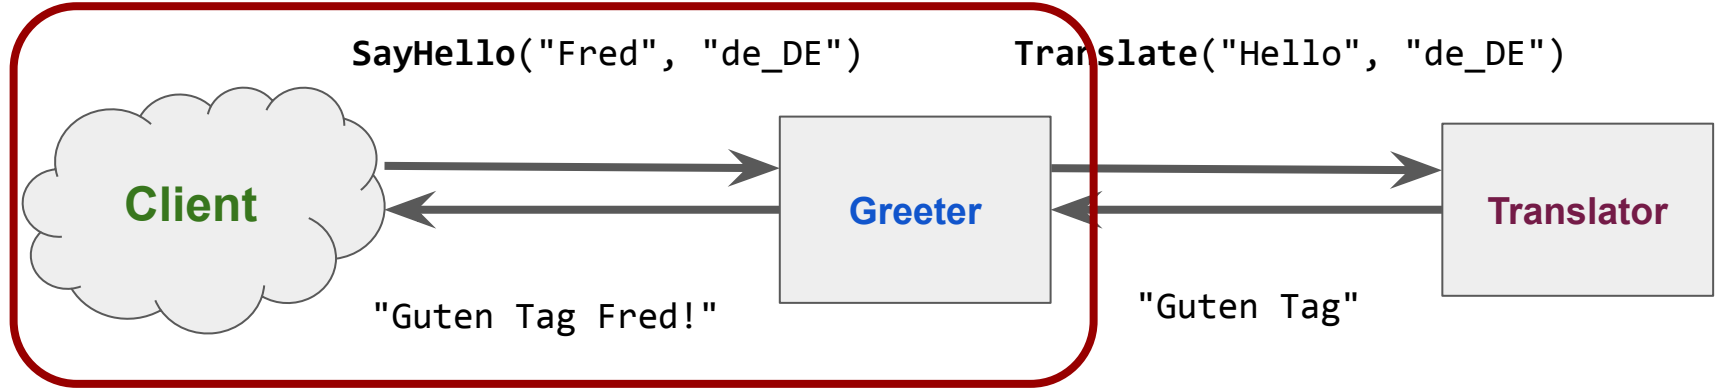 SayHello("Fred", "de_DE")
Translate("Hello", "de_DE")
Client
Greeter
Translator
"Guten Tag Fred!"
"Guten Tag"